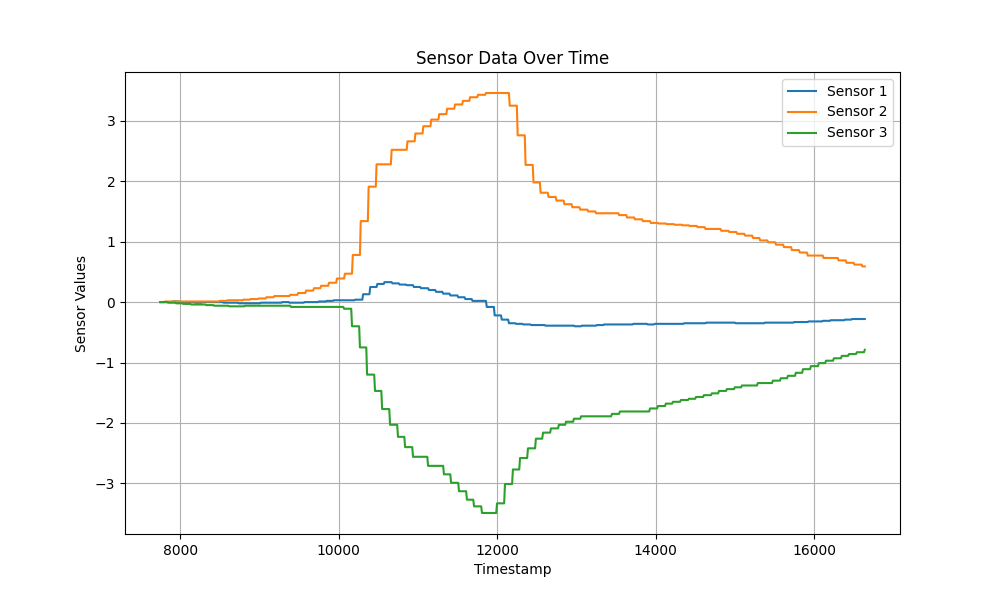 Sensor Data Over Time
Sensor 1
Sensor 2
Sensor 3
Sensor Values
3
2
1
0
−1
−2
−3
8000 10000 12000 14000 16000
Timestamp